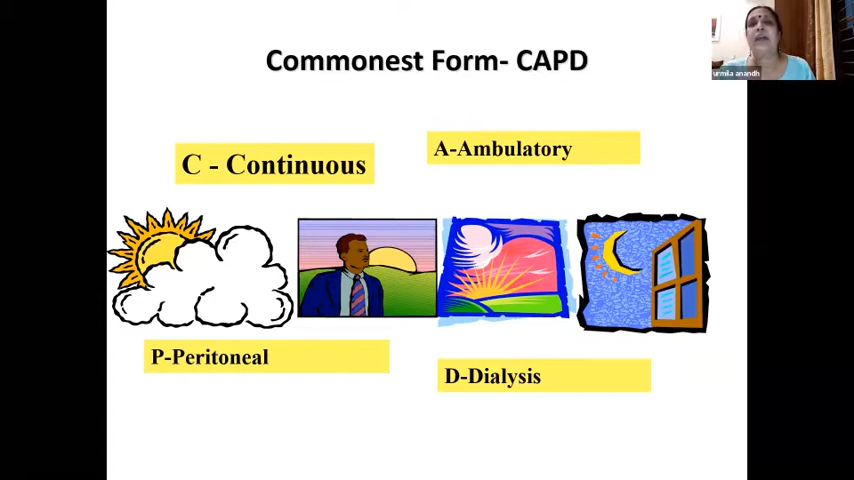 Commonest Form- CAPD
urmila anandh
C - Continuous
A-Ambulatory
P-Peritoneal
D-Dialysis